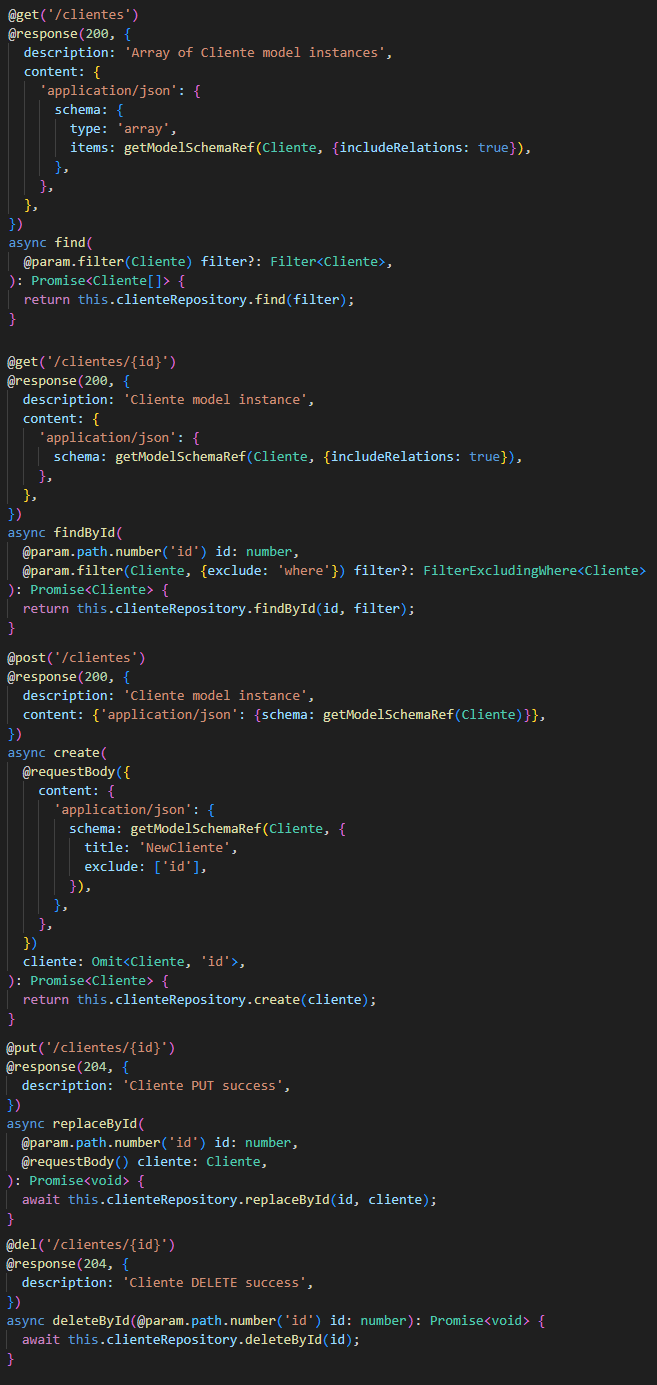 @get('/clientes')
@response(200, {
  description: 'Array of Cliente model instances',
  content: {
    'application/json': {
      schema: {
        type: 'array',
        items: getModelSchemaRef(Cliente, {includeRelations: true}),
      },
    },
  },
})
async find(
  @param.filter(Cliente) filter?: Filter<Cliente>,
): Promise<Cliente[]> {
  return this.clienteRepository.find(filter);
}
@get('/clientes/{id}')
@response(200, {
  description: 'Cliente model instance',
  content: {
    'application/json': {
      schema: getModelSchemaRef(Cliente, {includeRelations: true}),
    },
  },
})
async findById(
  @param.path.number('id') id: number,
  @param.filter(Cliente, {exclude: 'where'}) filter?: FilterExcludingWhere<Cliente>
): Promise<Cliente> {
  return this.clienteRepository.findById(id, filter);
}
@post('/clientes')
@response(200, {
  description: 'Cliente model instance',
  content: {'application/json': {schema: getModelSchemaRef(Cliente)}},
})
async create(
  @requestBody({
    content: {
      'application/json': {
        schema: getModelSchemaRef(Cliente, {
          title: 'NewCliente',
          exclude: ['id'],
        }),
      },
    },
  })
  cliente: Omit<Cliente, 'id'>,
): Promise<Cliente> {
  return this.clienteRepository.create(cliente);
}
@put('/clientes/{id}')
@response(204, {
  description: 'Cliente PUT success',
})
async replaceById(
  @param.path.number('id') id: number,
  @requestBody() cliente: Cliente,
): Promise<void> {
  await this.clienteRepository.replaceById(id, cliente);
}
@del('/clientes/{id}')
@response(204, {
  description: 'Cliente DELETE success',
})
async deleteById(@param.path.number('id') id: number): Promise<void> {
  await this.clienteRepository.deleteById(id);
}